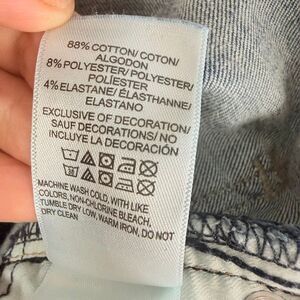 88% COTTON/ COTON/
ALGODON
8% POLYESTER/ POLYESTER/
POLIÉSTER
4% ELASTANE/ ÉLASTHANNE/
ELASTANO
EXCLUSIVE OF DECORATION/
SAUF DECORATIONS/ NO
INCLUYE LA DECORACIÓN
MACHINE WASH COLD, WITH LIKE
COLORS, NON-CHLORINE BLEACH,
TUMBLE DRY LOW, WARM IRON, DO NOT
DRY CLEAN